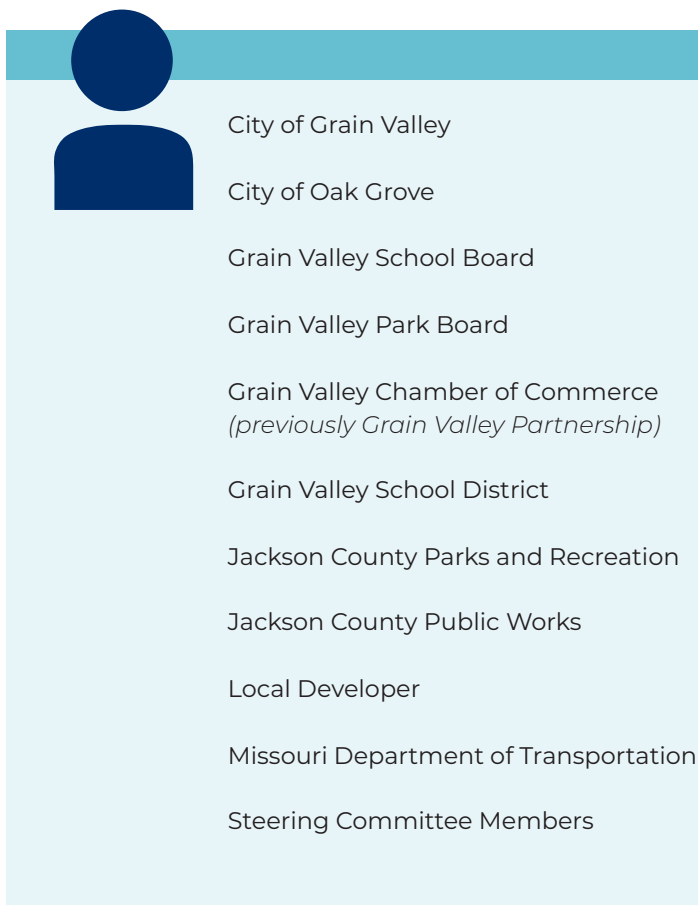 City of Grain Valley
City of Oak Grove
Grain Valley School Board
Grain Valley Park Board
Grain Valley Chamber of Commerce
(previously Grain Valley Partnership)
Grain Valley School District
Jackson County Parks and Recreation
Jackson County Public Works
Local Developer
Missouri Department of Transportation
Steering Committee Members